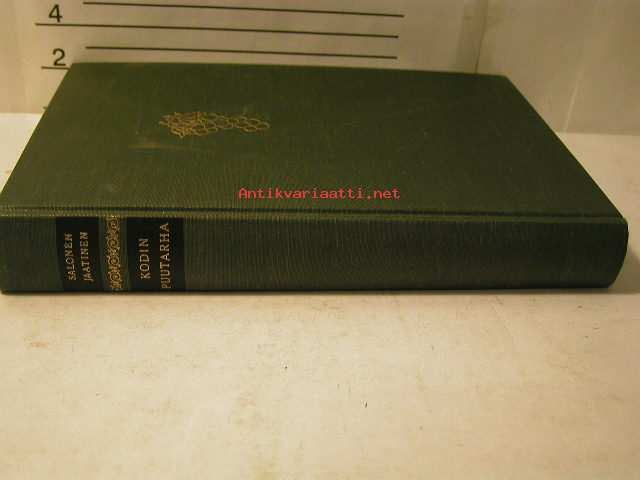 4
2
Antikvariaatti.net
SALONEN
JAATINEN
KODIN
PUUTARHA